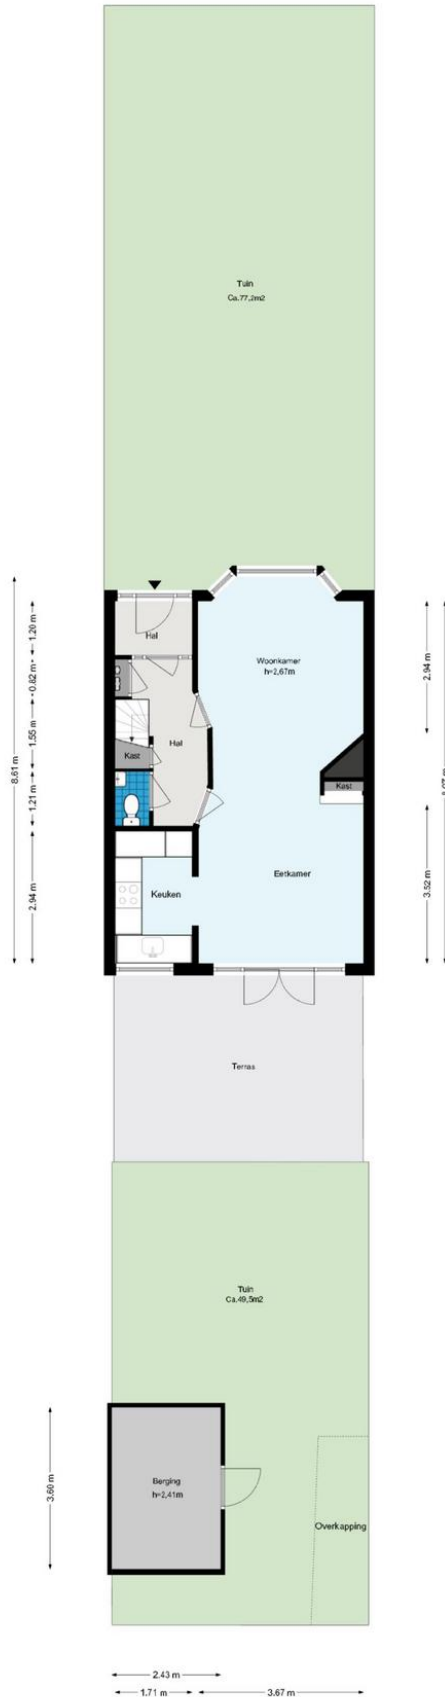 Tuin
Ca.77,2m2
1.20 m
Hal
0.82 m
Woonkamer
h=2,67m
2.94 m
8.61 m
1.55 m
Hal
Kast
Kast
1.21 m
2.94 m
Keuken
Eetkamer
3.52 m
Terras
Tuin
Ca.49,5m2
3.60 m
Berging
h=2,41m
Overkapping
2.43 m
1.71 m
3.67 m